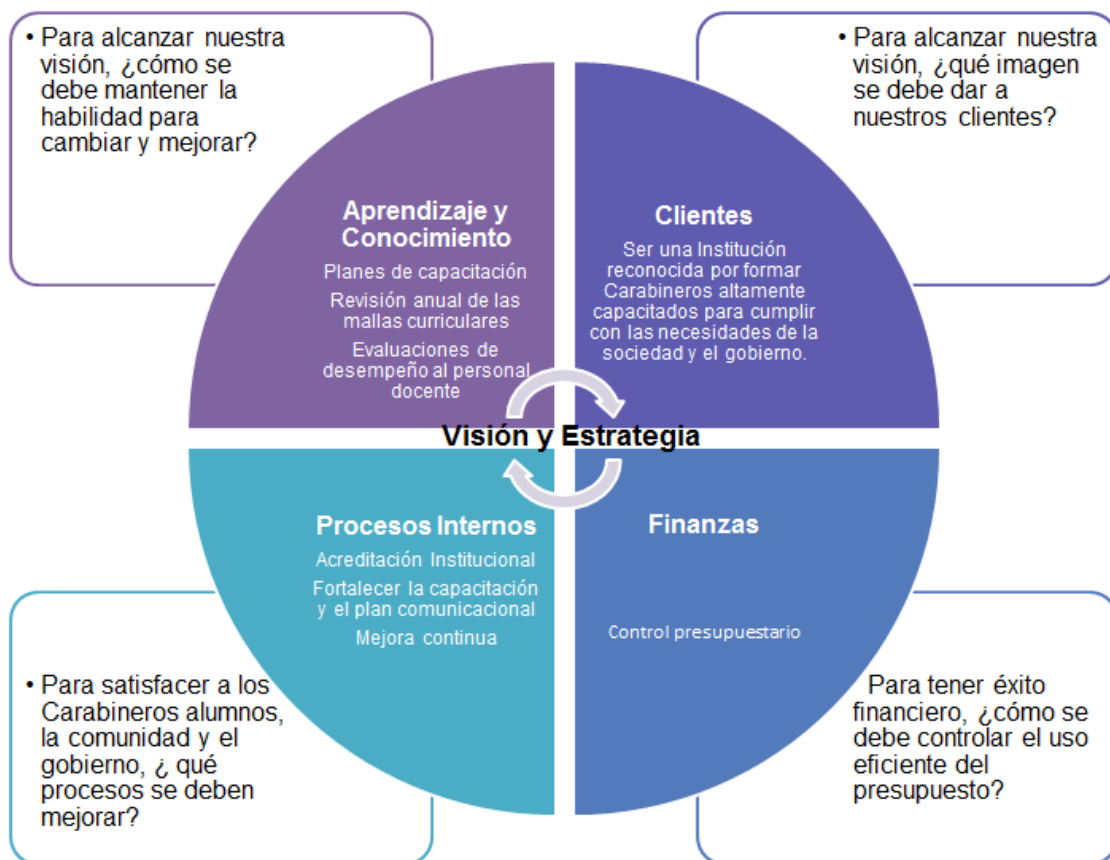 • Para alcanzar nuestra
visión, ¿cómo se
debe mantener la
habilidad para
cambiar y mejorar?
• Para alcanzar nuestra
visión, ¿qué imagen
se debe dar a
nuestros clientes?
Aprendizaje y
Conocimiento
Planes de capacitación
Revisión anual de las
mallas curriculares
Evaluaciones de
desempeño al personal
docente
Clientes
Ser una Institución
reconocida por formar
Carabineros altamente
capacitados para cumplir
con las necesidades de la
sociedad y el gobierno.
Visión y Estrategia
Procesos Internos
Acreditación Institucional
Fortalecer la capacitación
y el plan comunicacional
Mejora continua
Finanzas
Control presupuestario
• Para satisfacer a los
Carabineros alumnos,
la comunidad y el
gobierno, ¿ qué
procesos se deben
mejorar?
Para tener éxito
financiero, ¿cómo se
debe controlar el uso
eficiente del
presupuesto?